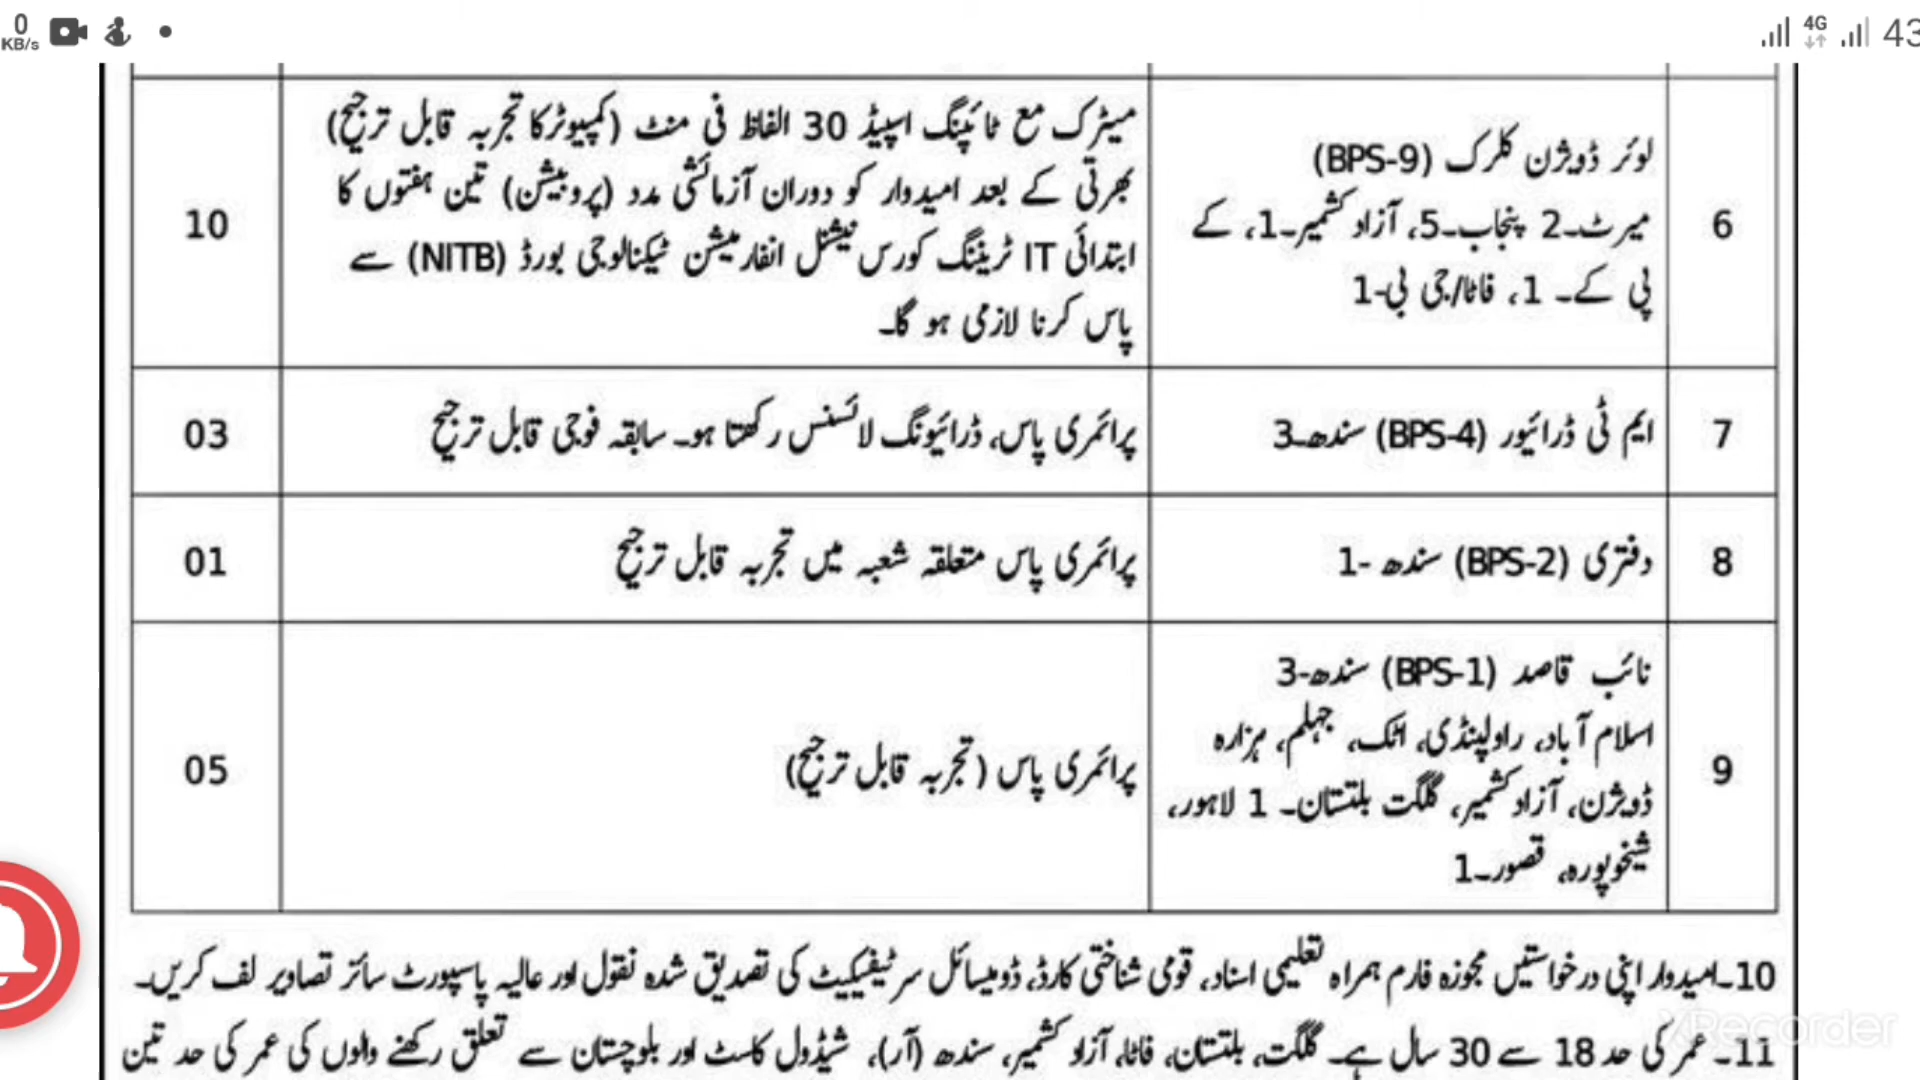 0
KB/s
4G
43
6
لوئر ڈویژن کلرک (BPS-9)
میرٹ۔2 پنجاب۔5، آزاد کشمیر۔1، کے
پی کے۔ 1، فاٹا/جی بی-1
میٹرک مع ٹائپنگ اسپیڈ 30 الفاظ فی منٹ (کمپیوٹرکا تجربہ قابل ترجیح)
بھرتی کے بعد امیدوار کو دوران آزمائشی مدد (پروبیشن) تین ہفتوں کا
ابتدائی IT ٹریننگ کورس نیشنل انفارمیشن ٹیکنالوجی بورڈ (NITB) سے
پاس کرنا لازمی ہو گا۔
10
7
ایم ٹی ڈرائیور (BPS-4) سندھ۔3
پرائمری پاس، ڈرائیونگ لائسنس رکھتا ہو۔ سابقہ فوجی قابل ترجیح
03
8
دفتری (BPS-2) سندھ -1
پرائمری پاس متعلقہ شعبہ میں تجربہ قابل ترجیح
01
9
نائب قاصد (BPS-1) سندھ-3
اسلام آباد، راولپنڈی، اٹک، جہلم، ہزارہ
ڈویژن، آزاد کشمیر، گلگت بلتستان۔ 1 لاہور،
شیخوپورہ، قصور۔1
پرائمری پاس (تجربہ قابل ترجیح)
05
10۔امیدوار اپنی درخواستیں مجوزہ فارم ہمراہ تعلیمی اسناد، قومی شناختی کارڈ، ڈومیسائل سرٹیفیکیٹ کی تصدیق شدہ نقول اور عالیہ پاسپورٹ سائز تصاویر لف کریں۔
11۔عمر کی حد 18 سے 30 سال ہے۔ گلگت، بلتستان، فاٹا، آزاد کشمیر، سندھ (آر)، شیڈول کاسٹ اور بلوچستان سے تعلق رکھنے والوں کی عمر کی حد تین
XRecorder